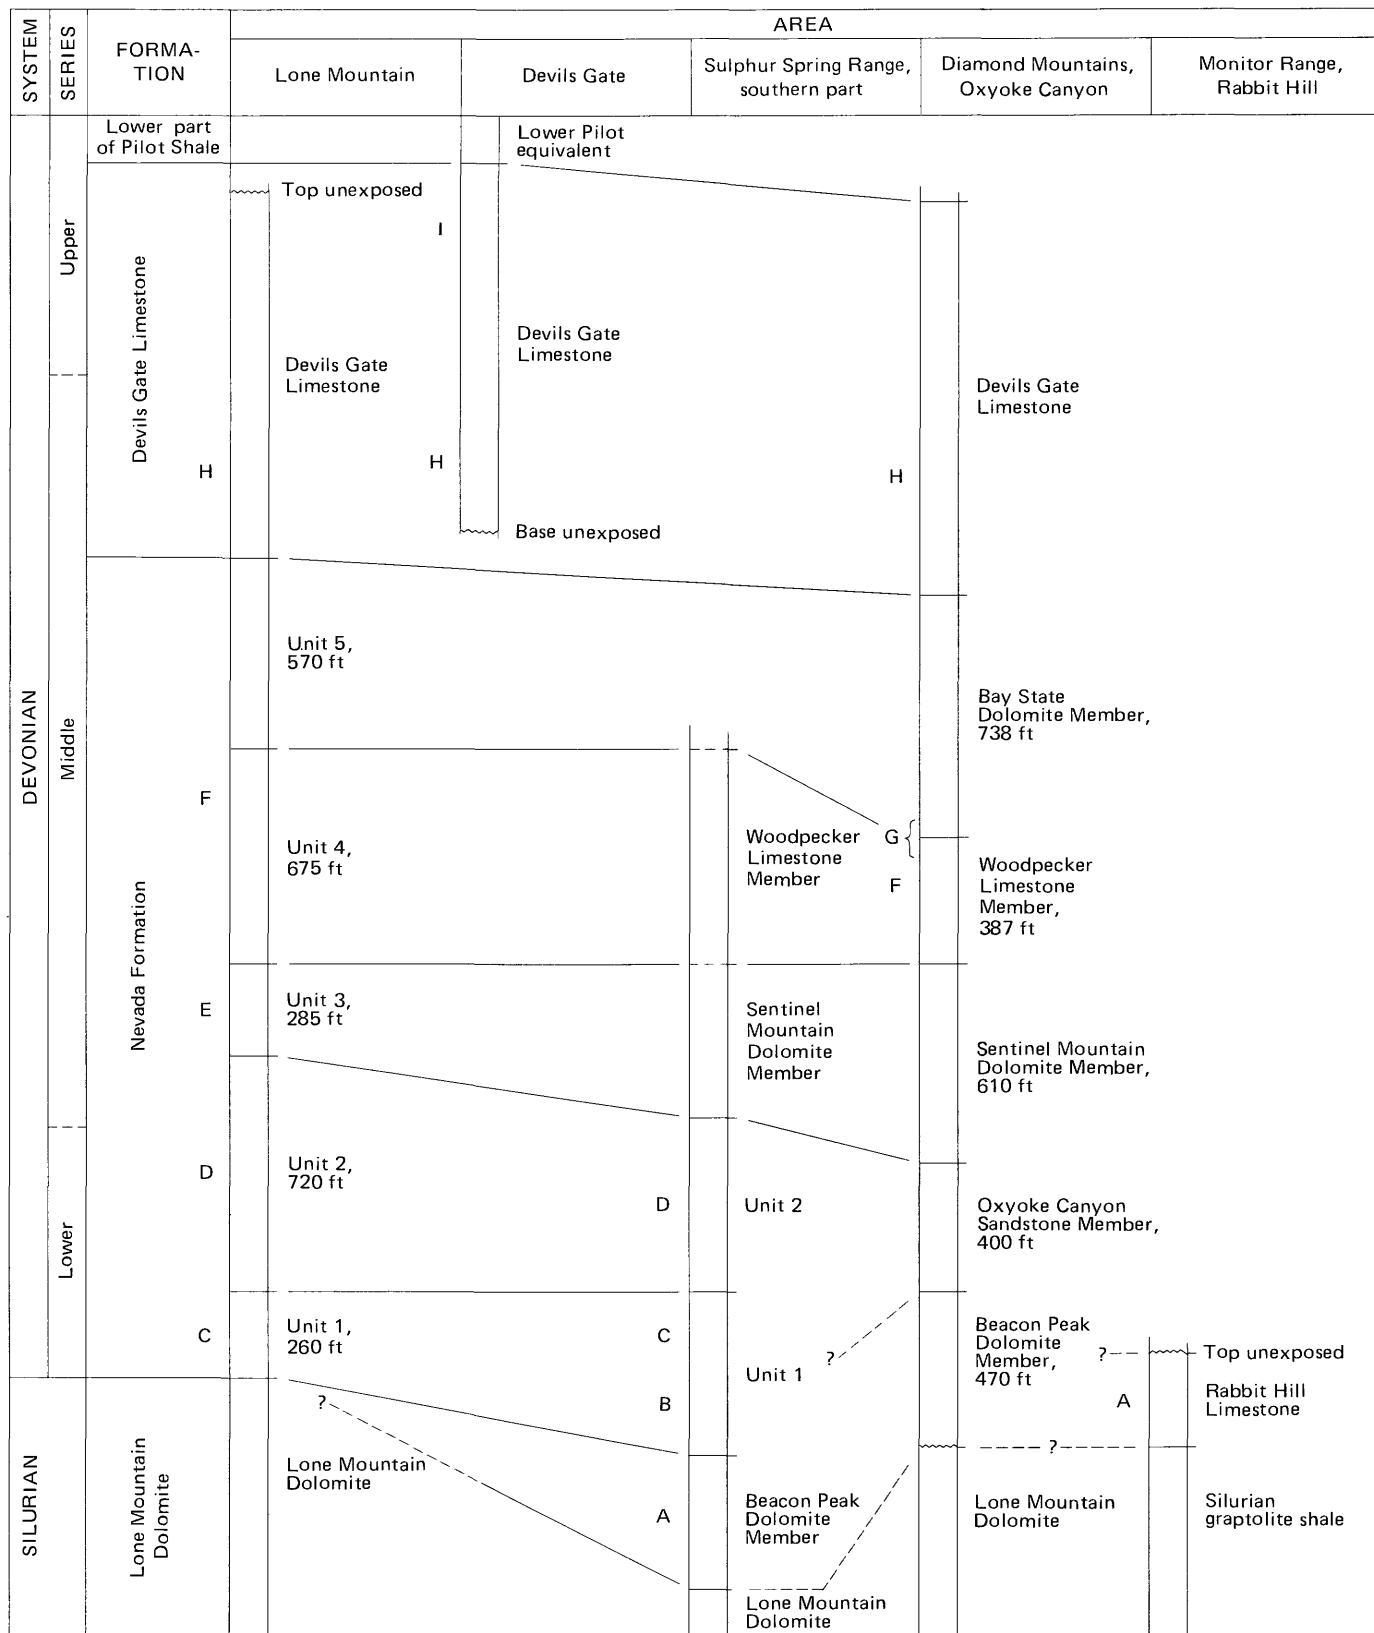 SYSTEM
SERIES
FORMA-
TION
AREA
Lone Mountain
Devils Gate
Sulphur Spring Range,
southern part
Diamond Mountains,
Oxyoke Canyon
Monitor Range,
Rabbit Hill
DEVONIAN
SILURIAN
Upper
Middle
Lower
Lower part
of Pilot Shale
Devils Gate Limestone
H
Nevada Formation
F
E
D
C
Lone Mountain
Dolomite
Top unexposed
Devils Gate
Limestone
Unit 5,
570 ft
Unit 4,
675 ft
Unit 3,
285 ft
Unit 2,
720 ft
Unit 1,
260 ft
?
Lone Mountain
Dolomite
I
H
Lower Pilot
equivalent
Devils Gate
Limestone
Base unexposed
D
C
B
A
Woodpecker
Limestone
Member
Sentinel
Mountain
Dolomite
Member
Unit 2
Unit 1
?
Beacon Peak
Dolomite
Member
Lone Mountain
Dolomite
H
G {
F
Devils Gate
Limestone
Bay State
Dolomite Member,
738 ft
Woodpecker
Limestone
Member,
387 ft
Sentinel Mountain
Dolomite Member,
610 ft
Oxyoke Canyon
Sandstone Member,
400 ft
Beacon Peak
Dolomite
Member,
470 ft
?
A
?
Lone Mountain
Dolomite
Top unexposed
Rabbit Hill
Limestone
Silurian
graptolite shale